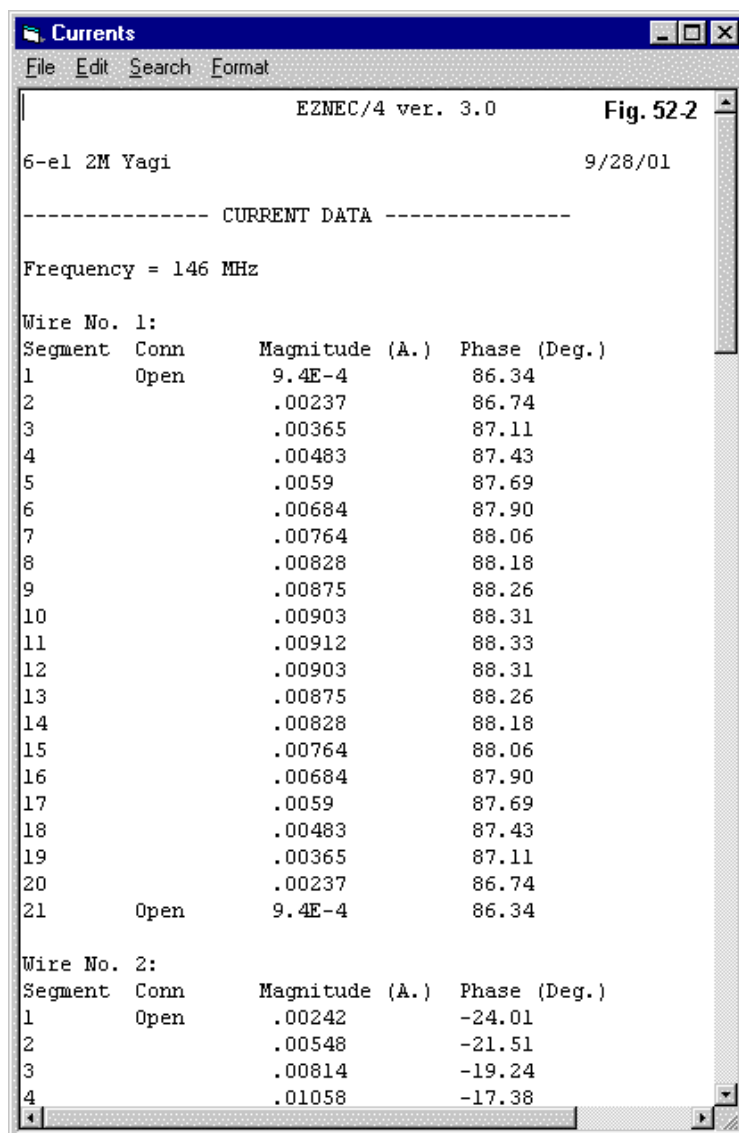 Currents
File Edit Search Format
EZNEC/4 ver. 3.0 Fig. 52-2
6-el 2M Yagi 9/28/01
--------------- CURRENT DATA ---------------
Frequency = 146 MHz
Wire No. 1:
Segment Conn Magnitude (A.) Phase (Deg.)
1 Open 9.4E-4 86.34
2 .00237 86.74
3 .00365 87.11
4 .00483 87.43
5 .0059 87.69
6 .00684 87.90
7 .00764 88.06
8 .00828 88.18
9 .00875 88.26
10 .00903 88.31
11 .00912 88.33
12 .00903 88.31
13 .00875 88.26
14 .00828 88.18
15 .00764 88.06
16 .00684 87.90
17 .0059 87.69
18 .00483 87.43
19 .00365 87.11
20 .00237 86.74
21 Open 9.4E-4 86.34
Wire No. 2:
Segment Conn Magnitude (A.) Phase (Deg.)
1 Open .00242 -24.01
2 .00548 -21.51
3 .00814 -19.24
4 .01058 -17.38